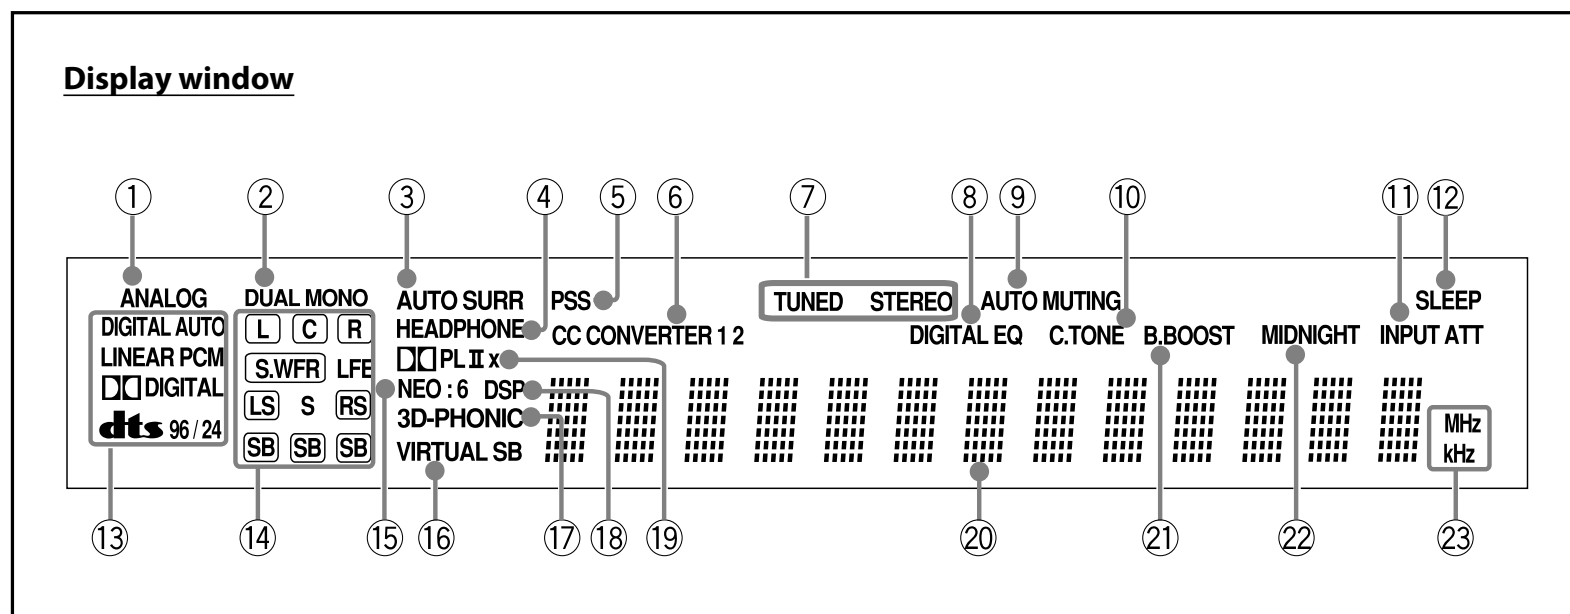 Display window
① ② ③ ④ ⑤ ⑥ ⑦ ⑧ ⑨ ⑩ ⑪ ⑫
ANALOG DUAL MONO AUTO SURR PSS TUNED STEREO AUTO MUTING SLEEP
DIGITAL AUTO L C R HEADPHONE CC CONVERTER 1 2 DIGITAL EQ C.TONE B.BOOST MIDNIGHT INPUT ATT
LINEAR PCM S.WFR LFE PL II x
DIGITAL LS S RS NEO : 6 DSP
dts 96 / 24 3D-PHONIC MHz
SB SB SB VIRTUAL SB kHz
⑬ ⑭ ⑮ ⑯ ⑰ ⑱ ⑲ ⑳ ㉑ ㉒ ㉓